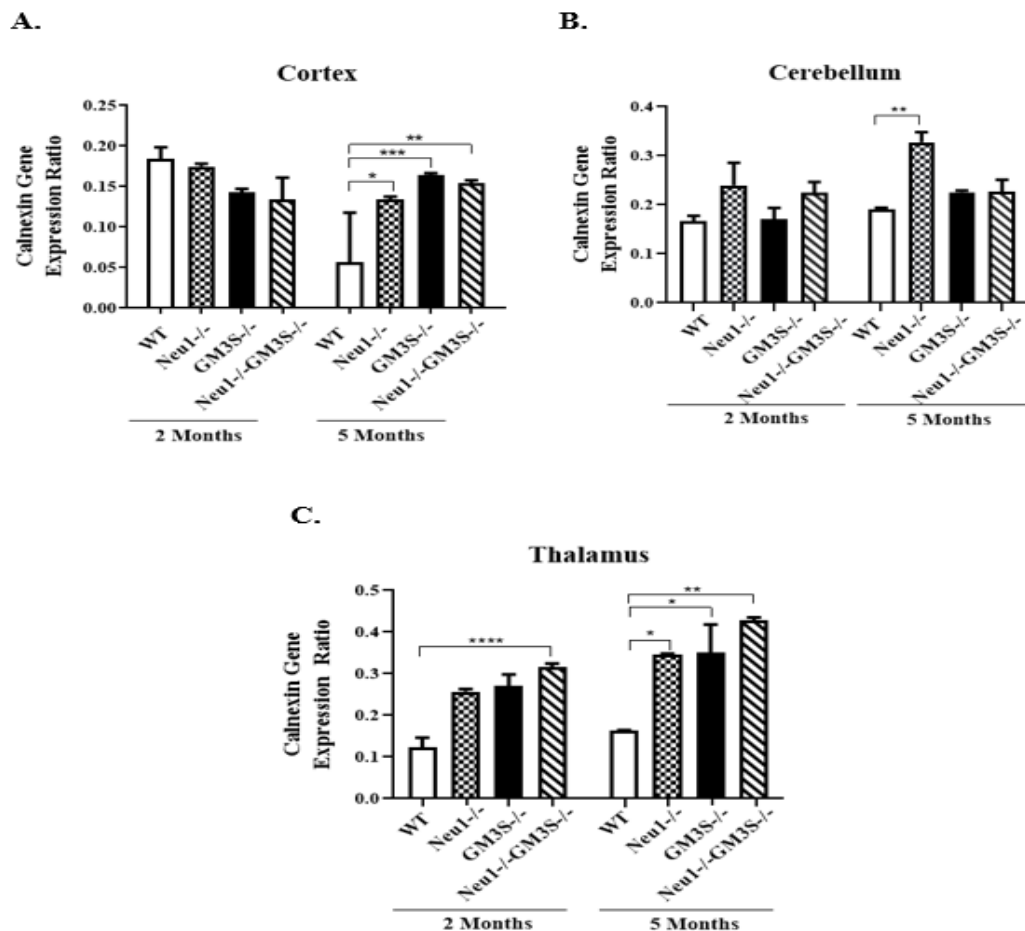 A.
Cortex
Calnexin Gene
Expression Ratio
0.25
0.20
0.15
0.10
0.05
0.00
*
***
**
WT
Neu1-/-
GM3S-/-
Neu1-/-GM3S-/-
WT
Neu1-/-
GM3S-/-
Neu1-/-GM3S-/-
2 Months
5 Months
B.
Cerebellum
Calnexin Gene
Expression Ratio
0.4
0.3
0.2
0.1
0.0
**
WT
Neu1-/-
GM3S-/-
Neu1-/-GM3S-/-
WT
Neu1-/-
GM3S-/-
Neu1-/-GM3S-/-
2 Months
5 Months
C.
Thalamus
Calnexin Gene
Expression Ratio
0.5
0.4
0.3
0.2
0.1
0.0
****
*
*
**
WT
Neu1-/-
GM3S-/-
Neu1-/-GM3S-/-
WT
Neu1-/-
GM3S-/-
Neu1-/-GM3S-/-
2 Months
5 Months